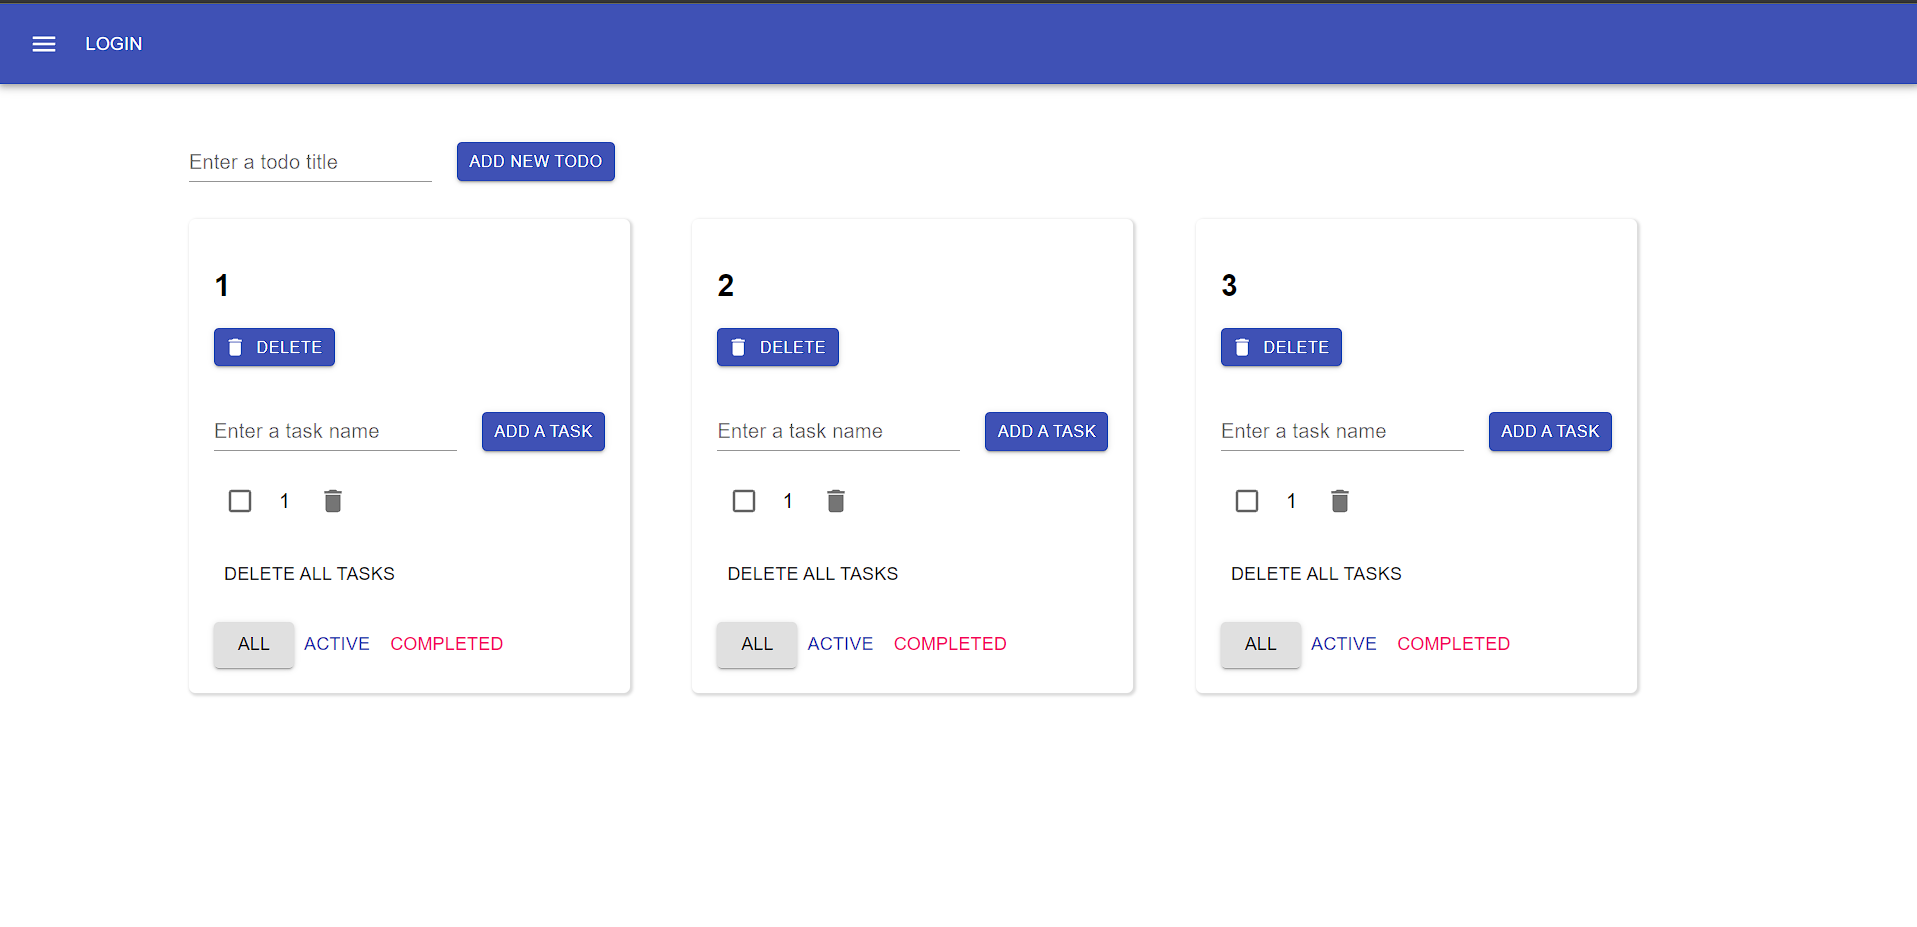 LOGIN
Enter a todo title
ADD NEW TODO
1
DELETE
Enter a task name
ADD A TASK
1
DELETE ALL TASKS
ALL ACTIVE COMPLETED
2
DELETE
Enter a task name
ADD A TASK
1
DELETE ALL TASKS
ALL ACTIVE COMPLETED
3
DELETE
Enter a task name
ADD A TASK
1
DELETE ALL TASKS
ALL ACTIVE COMPLETED